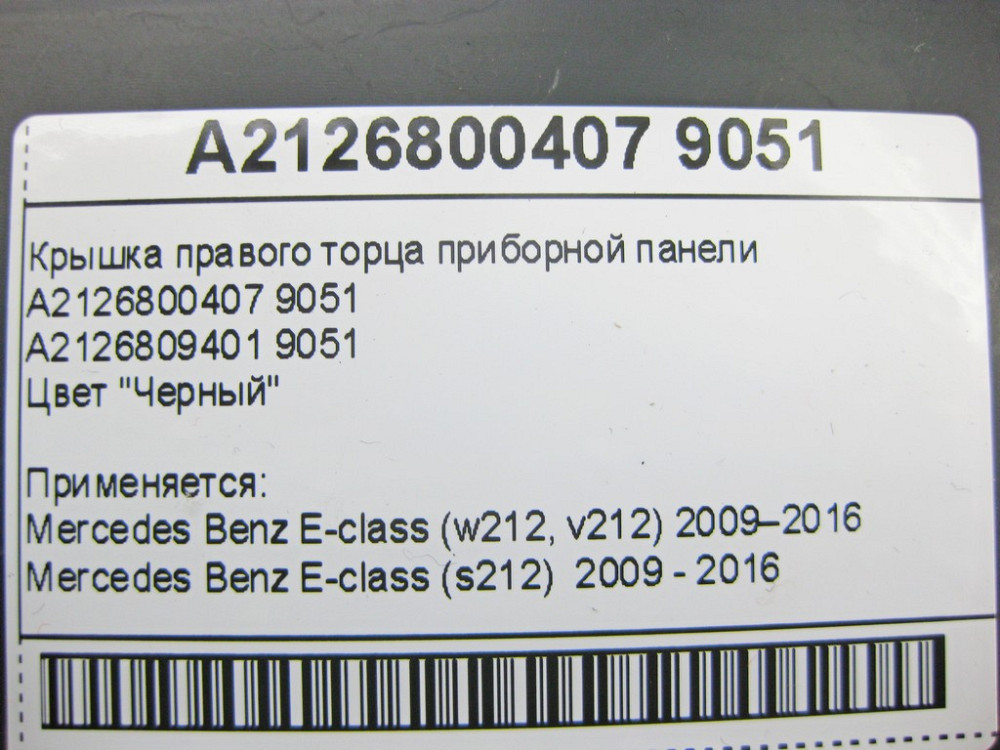 A2126800407 9051
Крышка правого торца приборной панели
A2126800407 9051
A2126809401 9051
Цвет "Черный"
Применяется:
Mercedes Benz E-class (w212, v212) 2009–2016
Mercedes Benz E-class (s212) 2009 - 2016